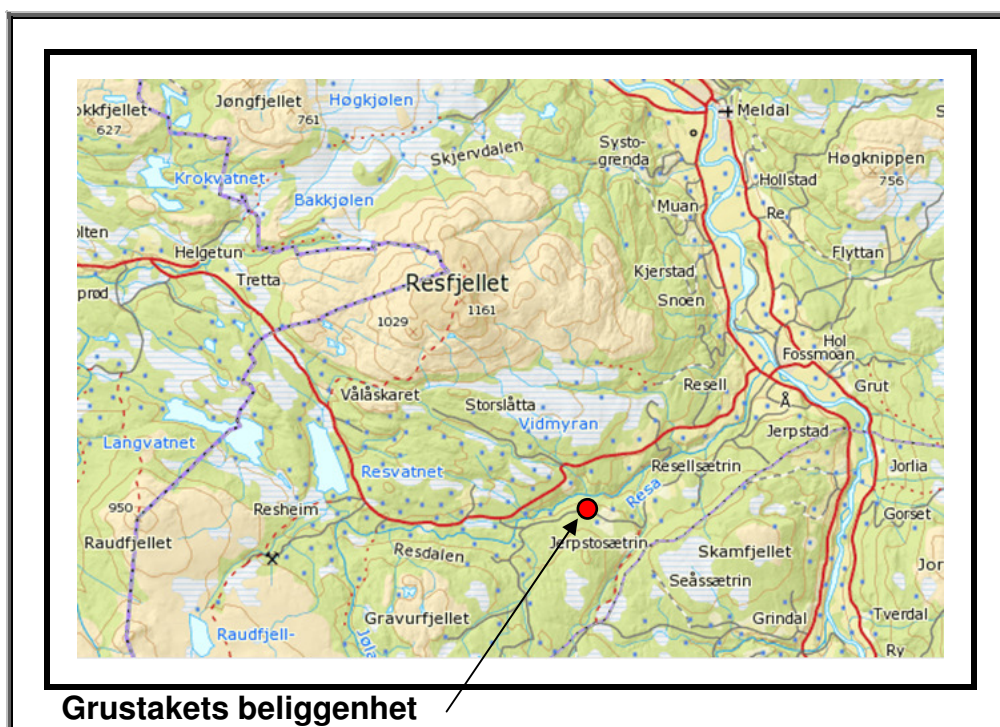 okkfjellet
627
Jøngfjellet
761
Høgkjølen
Skjervdalen
Systo-
grenda
Meldal
S
Høgknippen
756
Krokvatnet
Bakkjølen
Hollstad
Muan
Re
Flyttan
olten
Helgetun
Tretta
prød
Resfjellet
1161
1029
Kjerstad
Snoen
Hol
Fossmoan
Resell
Grut
Å
Vålåskaret
Storslåtta
Vidmyran
Jerpstad
Langvatnet
Resvatnet
Resellsætrin
Jorlia
Resa
950
Resheim
Gorset
Raudfjellet
Resdalen
Jerpstosætrin
Skamfjellet
Jor
Seåssætrin
Gravurfjellet
Grindal
Tverdal
Raudfjell-
Jøla
Ry
Grustakets beliggenhet